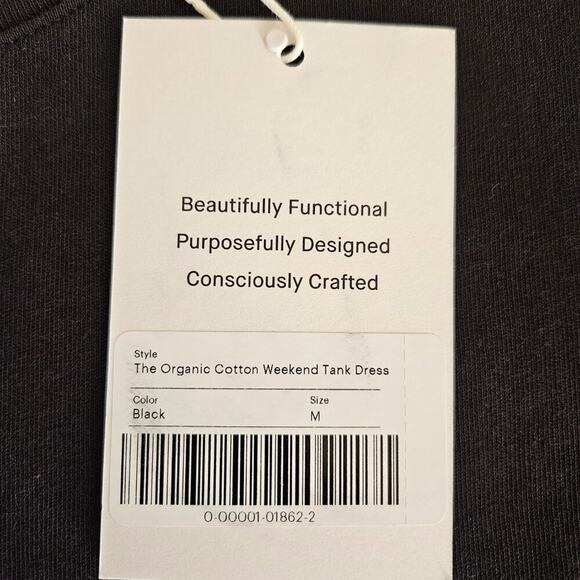 Beautifully Functional
Purposefully Designed
Consciously Crafted
Style
The Organic Cotton Weekend Tank Dress
Color Size
Black M
0-00001-01862-2